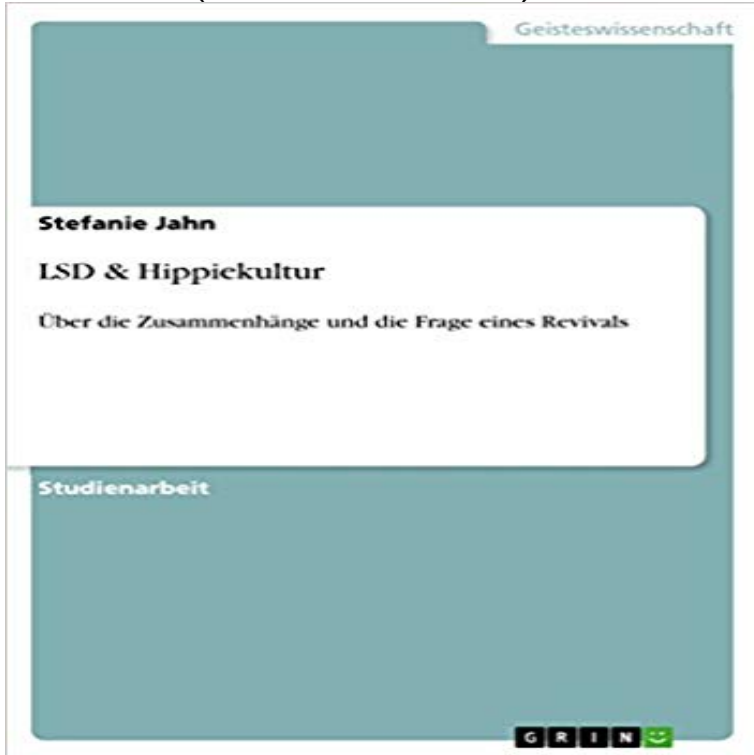 Geisteswissenschaft
Stefanie Jahn
LSD & Hippiekultur
Über die Zusammenhänge und die Frage eines Revivals
Studienarbeit
GRIN